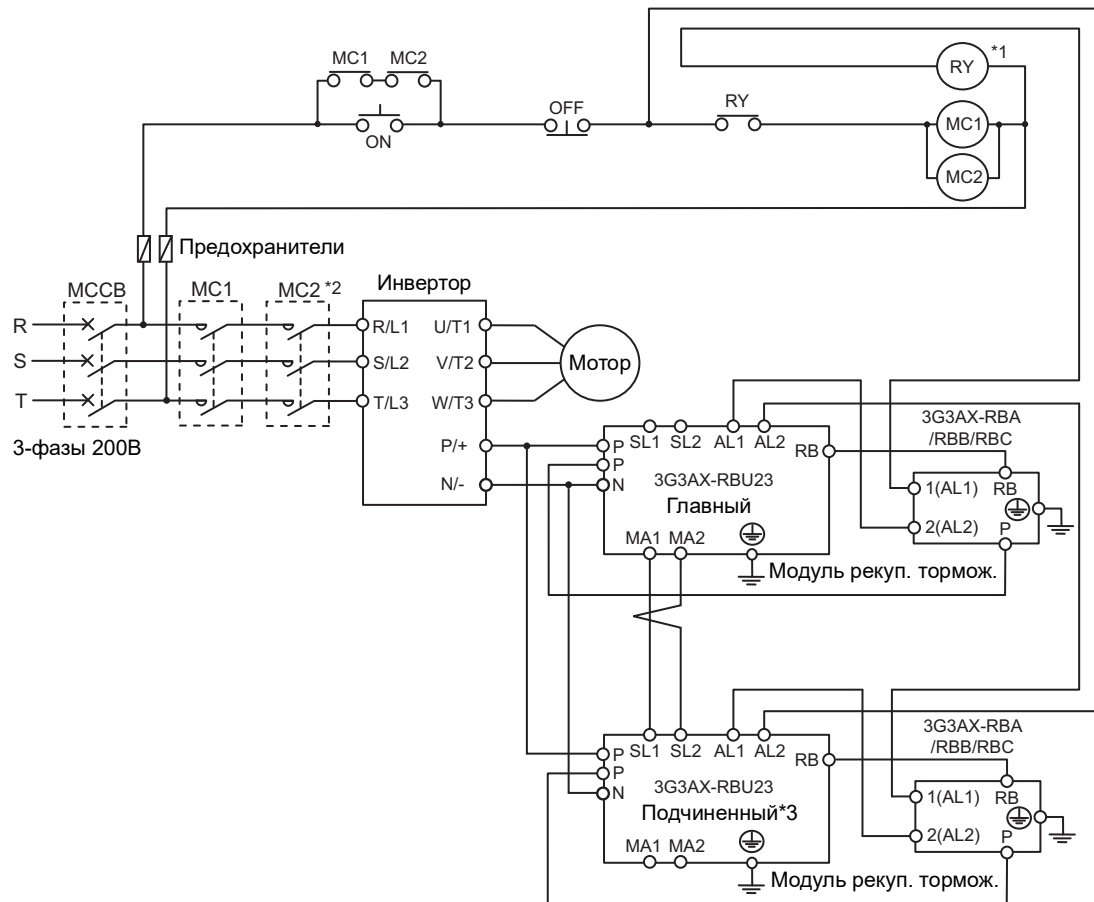 MC1 MC2
ON
OFF
RY
RY *1
MC1
MC2
Предохранители
MCCB
MC1
MC2 *2
Инвертор
R
S
T
3-фазы 200В
R/L1 U/T1
S/L2 V/T2
T/L3 W/T3
P/+
N/-
Мотор
SL1 SL2 AL1 AL2
P
P
N
RB
3G3AX-RBU23
Главный
MA1 MA2
Модуль рекуп. тормож.
3G3AX-RBA
/RBB/RBC
1(AL1) RB
2(AL2) P
SL1 SL2 AL1 AL2
P
P
N
RB
3G3AX-RBU23
Подчиненный*3
MA1 MA2
Модуль рекуп. тормож.
3G3AX-RBA
/RBB/RBC
1(AL1) RB
2(AL2) P